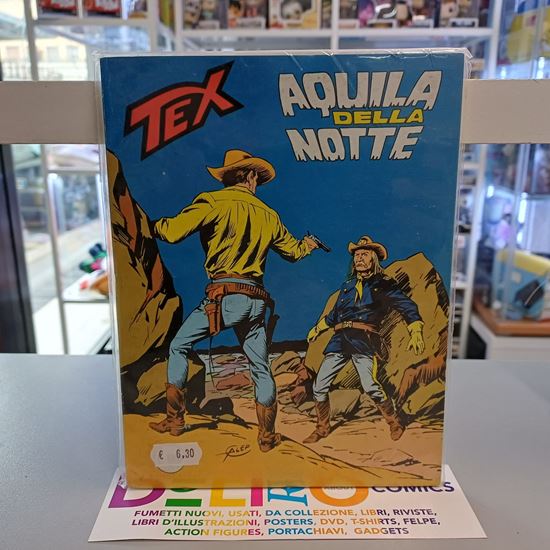 TEX
AQUILA
DELLA
NOTTE
GALEP
€ 6,30
COMICS
FUMETTI NUOVI, USATI, DA COLLEZIONE, LIBRI, RIVISTE,
LIBRI D'ILLUSTRAZIONI, POSTERS, DVD, T-SHIRTS, FELPE,
ACTION FIGURES, PORTACHIAVI, GADGETS